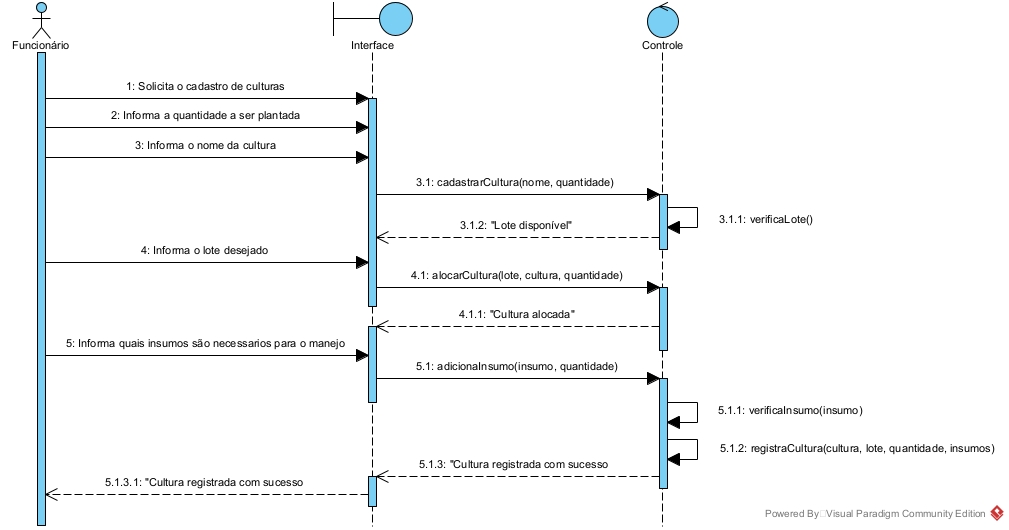 Funcionário
Interface
Controle
1: Solicita o cadastro de culturas
2: Informa a quantidade a ser plantada
3: Informa o nome da cultura
3.1: cadastrarCultura(nome, quantidade)
3.1.1: verificaLote()
3.1.2: "Lote disponível"
4: Informa o lote desejado
4.1: alocarCultura(lote, cultura, quantidade)
4.1.1: "Cultura alocada"
5: Informa quais insumos são necessarios para o manejo
5.1: adicionaInsumo(insumo, quantidade)
5.1.1: verificaInsumo(insumo)
5.1.2: registraCultura(cultura, lote, quantidade, insumos)
5.1.3: "Cultura registrada com sucesso
5.1.3.1: "Cultura registrada com sucesso
Powered By Visual Paradigm Community Edition